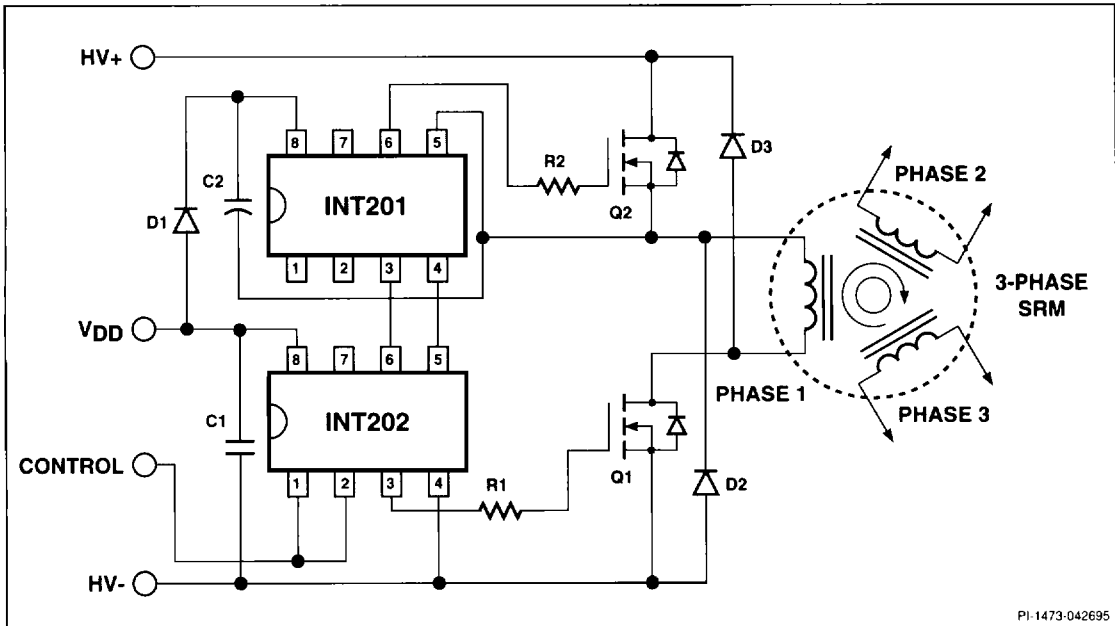 HV+
8 7 6 5
C2
D1
INT201
1 2 3 4
R2
Q2
D3
PHASE 2
3-PHASE
SRM
VDD
8 7 6 5
C1
INT202
PHASE 1
PHASE 3
CONTROL
1 2 3 4
R1
Q1
D2
HV-
PI-1473-042695